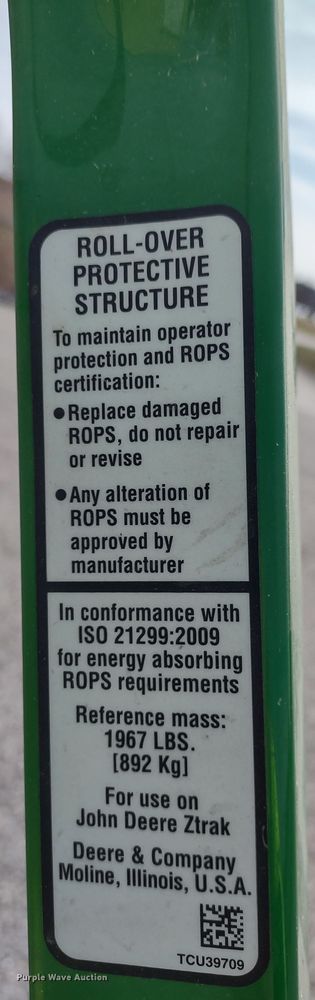 ROLL-OVER
PROTECTIVE
STRUCTURE
To maintain operator
protection and ROPS
certification:
● Replace damaged
ROPS, do not repair
or revise
● Any alteration of
ROPS must be
approved by
manufacturer
In conformance with
ISO 21299:2009
for energy absorbing
ROPS requirements
Reference mass:
1967 LBS.
[892 Kg]
For use on
John Deere Ztrak
Deere & Company
Moline, Illinois, U.S.A.
TCU39709
Purple Wave Auction